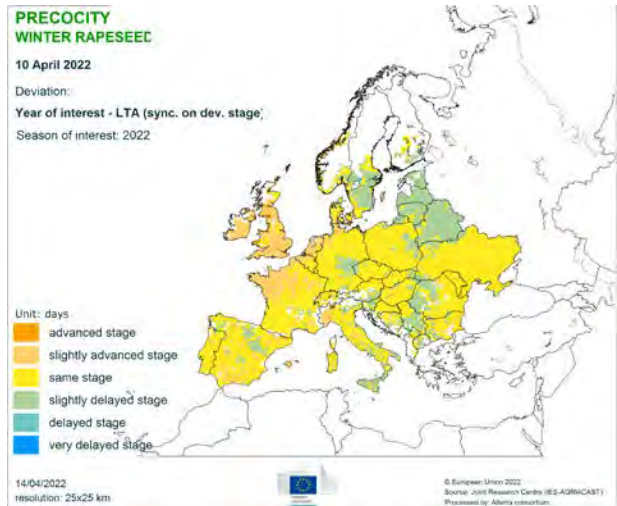 PRECOCITY
WINTER RAPESEED
10 April 2022
Deviation:
Year of interest - LTA (sync. on dev. stage)
Season of interest: 2022
Unit: days
advanced stage
slightly advanced stage
same stage
slightly delayed stage
delayed stage
very delayed stage
14/04/2022
resolution: 25x25 km
© European Union 2022
Source: Joint Research Centre
Processed by: Alterra consortium